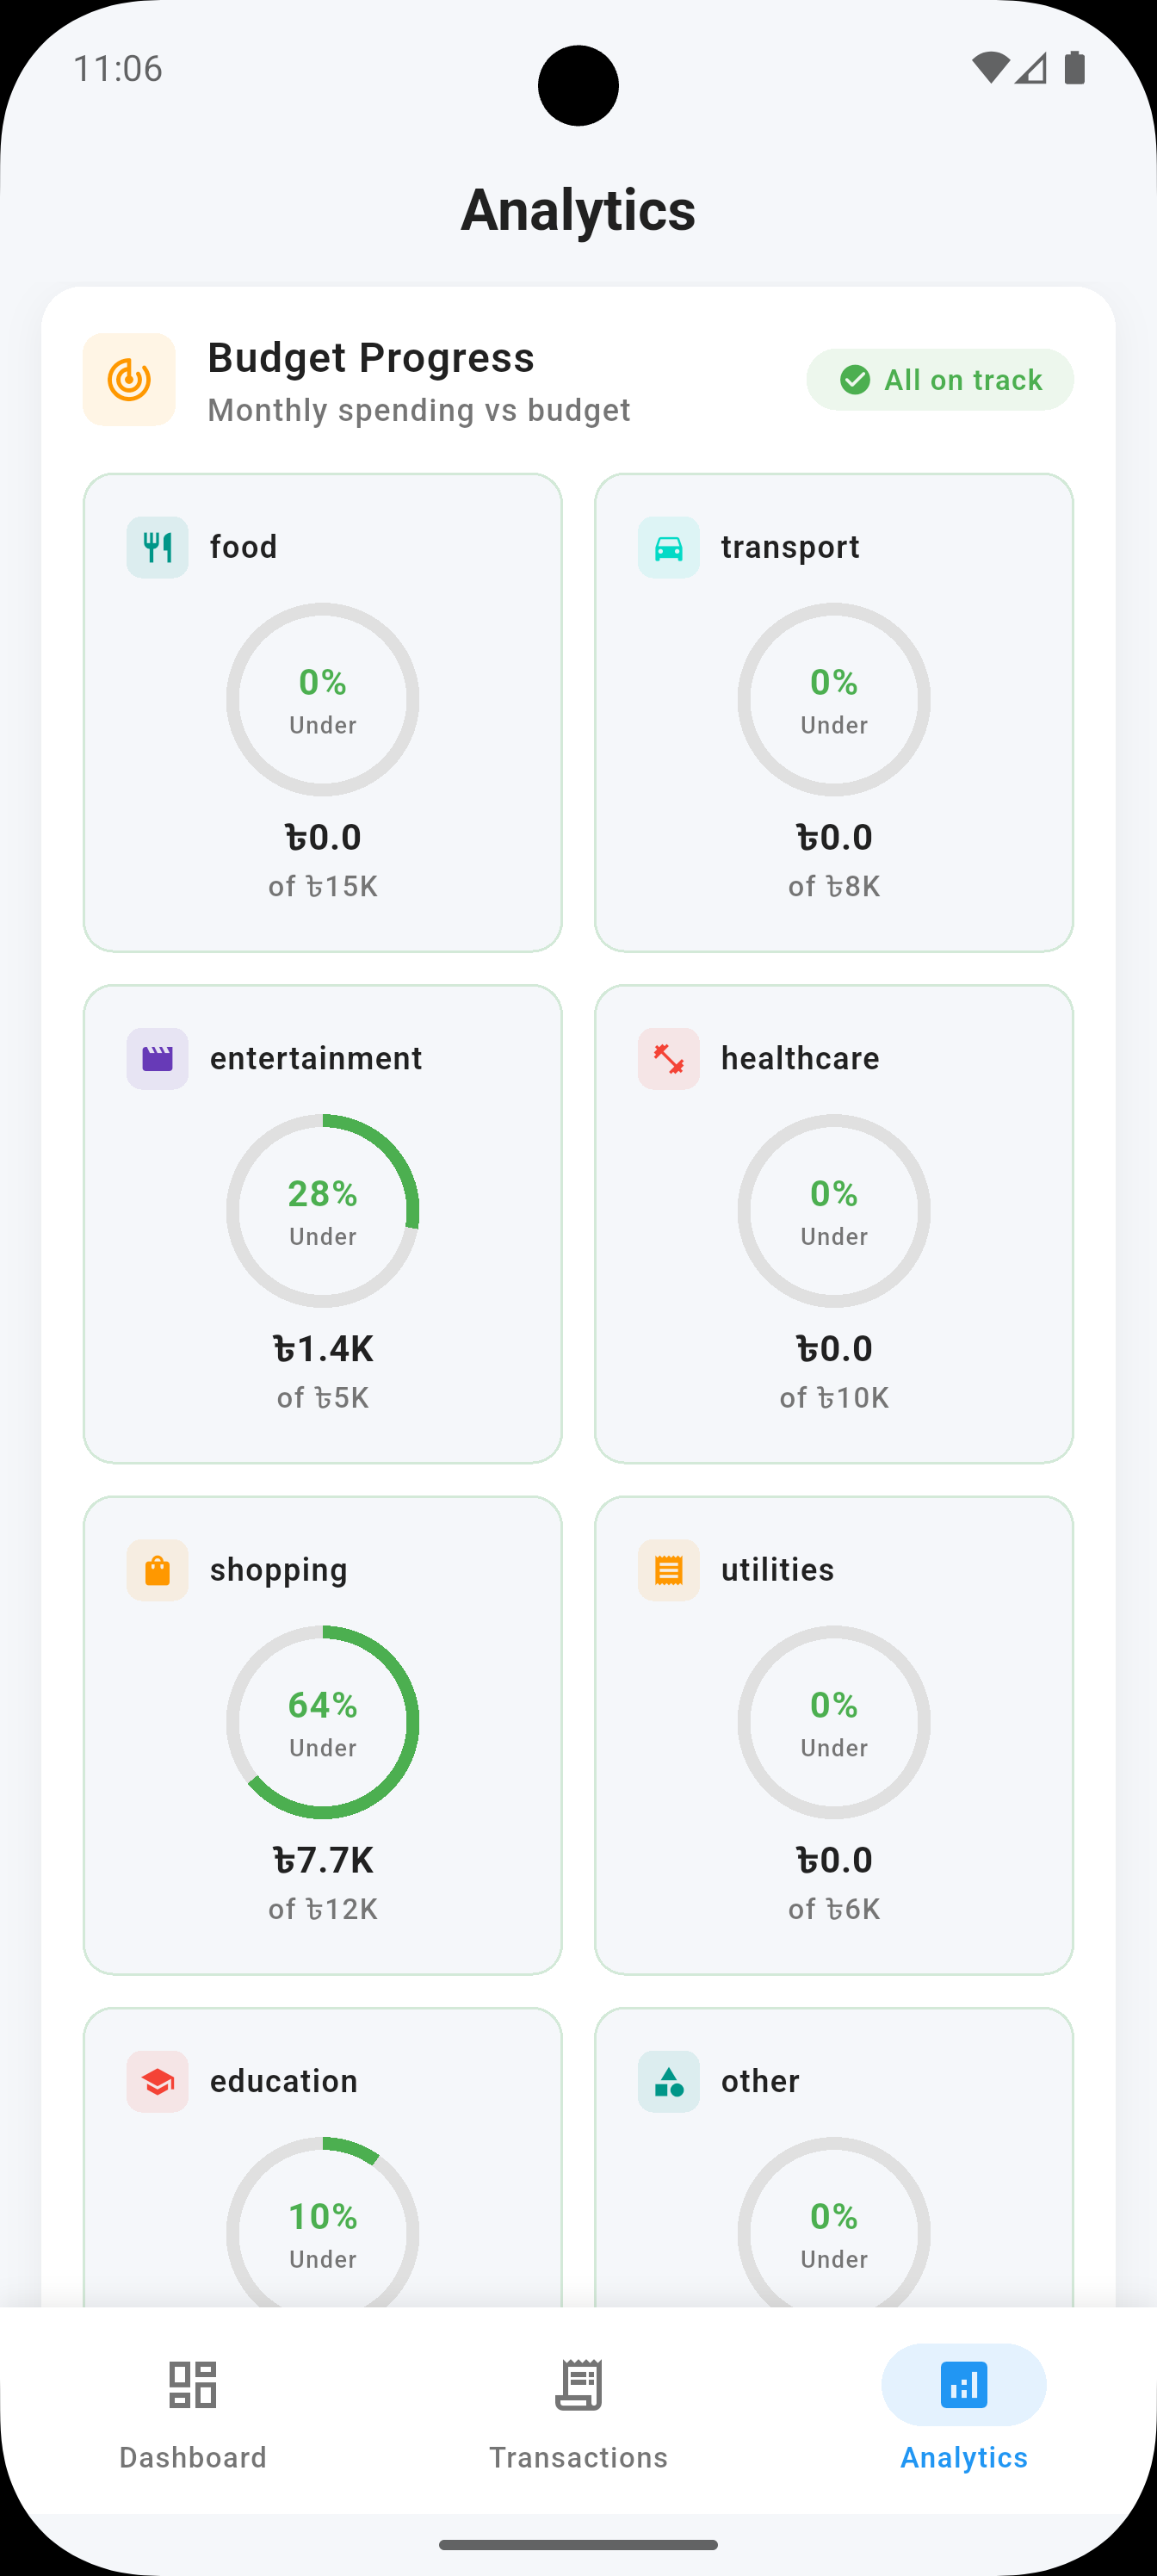 11:06
Analytics
Budget Progress
Monthly spending vs budget
All on track
food
0%
Under
৳0.0
of ৳15K
transport
0%
Under
৳0.0
of ৳8K
entertainment
28%
Under
৳1.4K
of ৳5K
healthcare
0%
Under
৳0.0
of ৳10K
shopping
64%
Under
৳7.7K
of ৳12K
utilities
0%
Under
৳0.0
of ৳6K
education
10%
Under
other
0%
Under
Dashboard
Transactions
Analytics